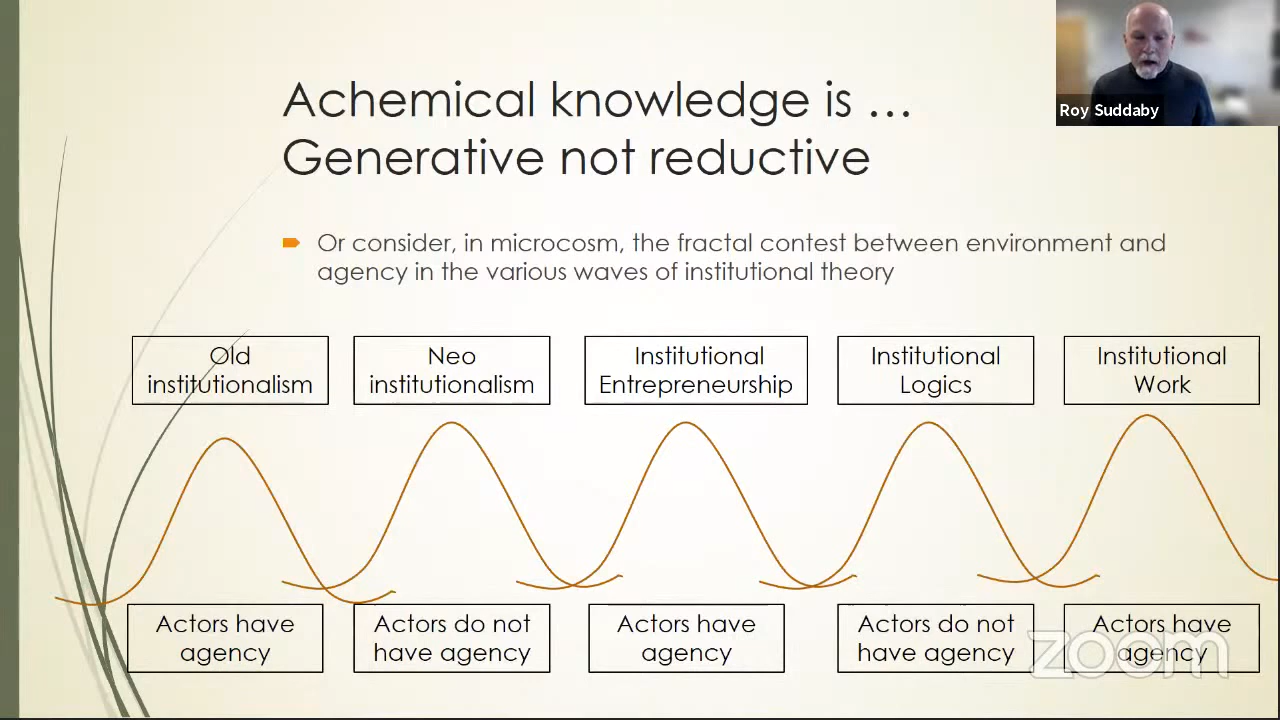 Achemical knowledge is …
Generative not reductive
Roy Suddaby
Or consider, in microcosm, the fractal contest between environment and
agency in the various waves of institutional theory
Old
institutionalism
Neo
institutionalism
Institutional
Entrepreneurship
Institutional
Logics
Institutional
Work
Actors have
agency
Actors do not
have agency
Actors have
agency
Actors do not
have agency
Actors have
agency
zoom